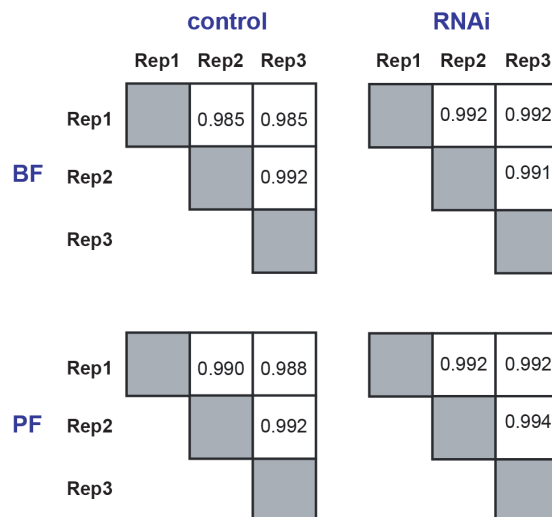 control RNAi
Rep1 Rep2 Rep3 Rep1 Rep2 Rep3
Rep1 0.985 0.985 0.992 0.992
BF Rep2 0.992 0.991
Rep3
Rep1 0.990 0.988 0.992 0.992
PF Rep2 0.992 0.994
Rep3